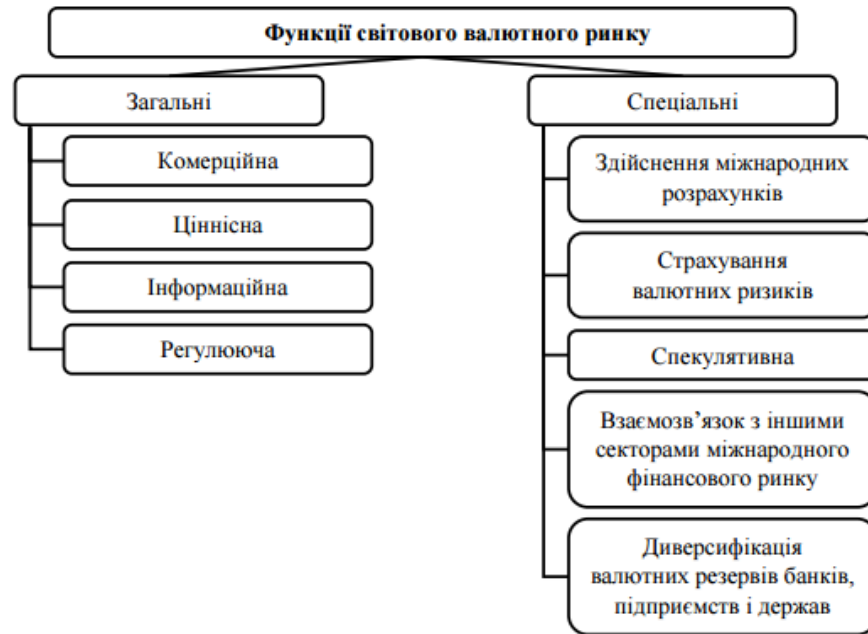 Функції світового валютного ринку
Загальні
Комерційна
Ціннісна
Інформаційна
Регулююча
Спеціальні
Здійснення міжнародних
розрахунків
Страхування
валютних ризиків
Спекулятивна
Взаємозв’язок з іншими
секторами міжнародного
фінансового ринку
Диверсифікація
валютних резервів банків,
підприємств і держав